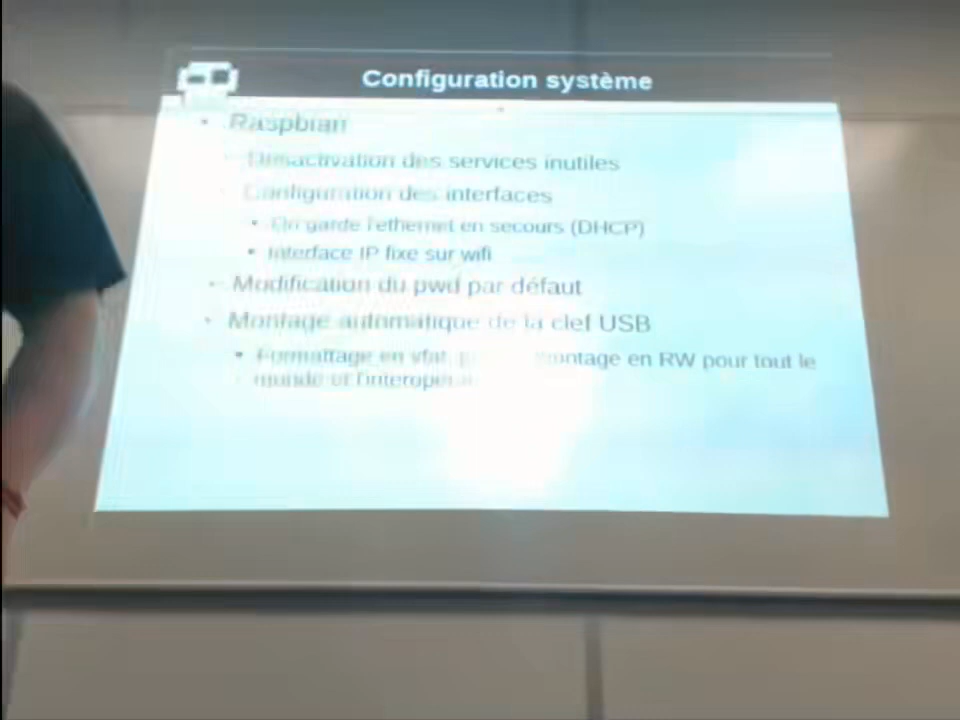 Configuration système
• Raspbian
Désactivation des services inutiles
Configuration des interfaces
• On garde l'ethernet en secours (DHCP)
• Interface IP fixe sur wifi
• Modification du pwd par défaut
• Montage automatique de la clef USB
• Formattage en vfat montage en RW pour tout le
monde et